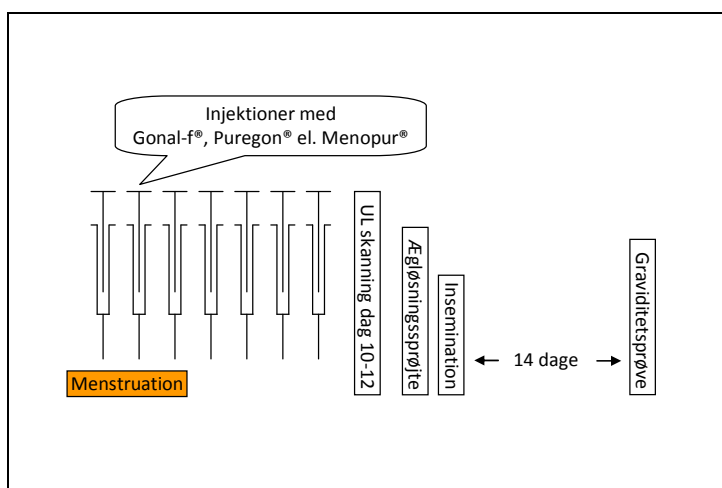 Injektioner med
Gonal-f®, Puregon® el. Menopur®
UL skanning dag 10-12
Ægløsningssprøjte
Insemination
14 dage
Graviditetsprøve
Menstruation